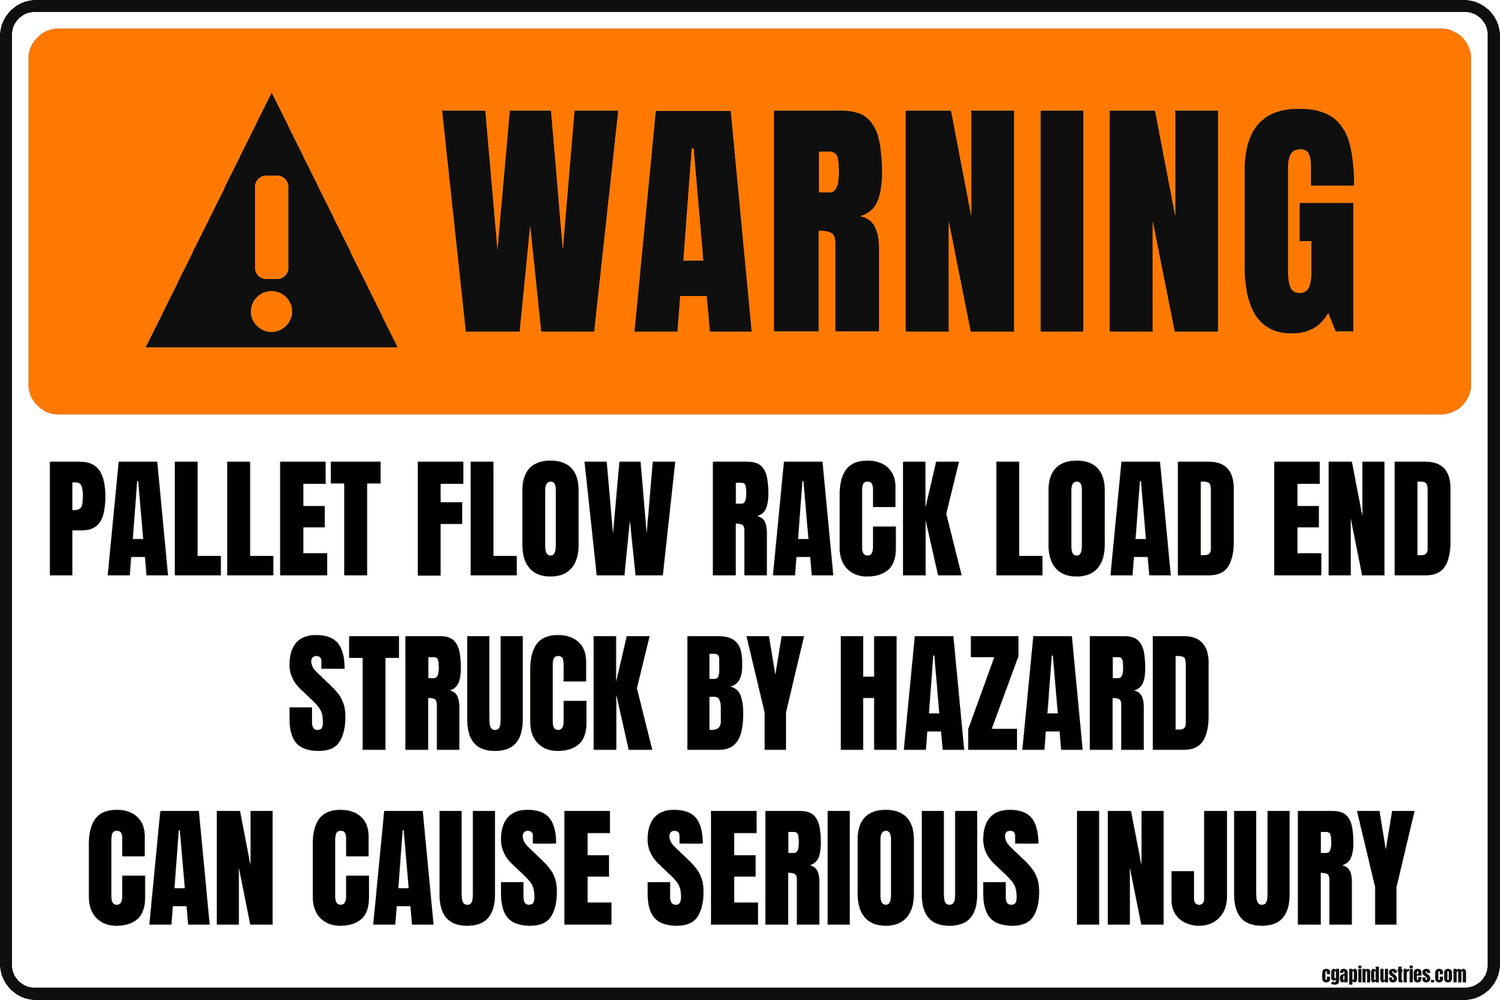 WARNING
PALLET FLOW RACK LOAD END
STRUCK BY HAZARD
CAN CAUSE SERIOUS INJURY
cgapindustries.com